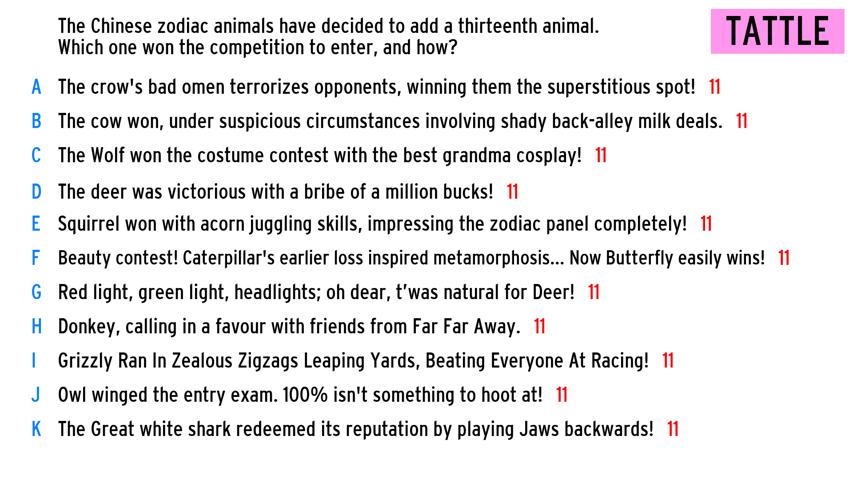 The Chinese zodiac animals have decided to add a thirteenth animal.
Which one won the competition to enter, and how?
TATTLE
A The crow's bad omen terrorizes opponents, winning them the superstitious spot! 11
B The cow won, under suspicious circumstances involving shady back-alley milk deals. 11
C The Wolf won the costume contest with the best grandma cosplay! 11
D The deer was victorious with a bribe of a million bucks! 11
E Squirrel won with acorn juggling skills, impressing the zodiac panel completely! 11
F Beauty contest! Caterpillar's earlier loss inspired metamorphosis... Now Butterfly easily wins! 11
G Red light, green light, headlights; oh dear, t’was natural for Deer! 11
H Donkey, calling in a favour with friends from Far Far Away. 11
I Grizzly Ran In Zealous Zigzags Leaping Yards, Beating Everyone At Racing! 11
J Owl winged the entry exam. 100% isn't something to hoot at! 11
K The Great white shark redeemed its reputation by playing Jaws backwards! 11